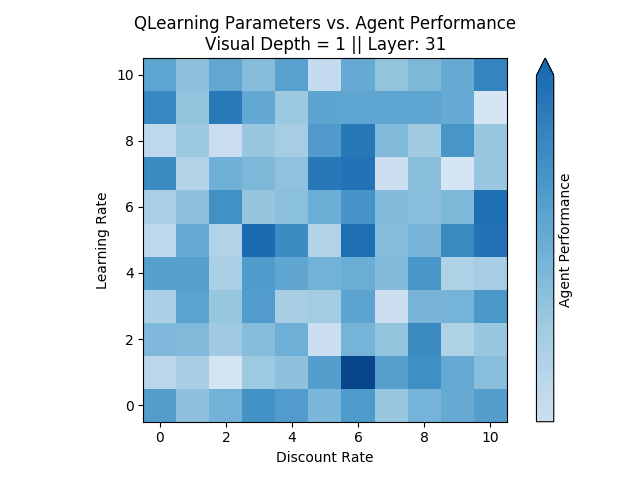 QLearning Parameters vs. Agent Performance
Visual Depth = 1 || Layer: 31
10
8
6
4
2
0
Learning Rate
0 2 4 6 8 10
Discount Rate
Agent Performance